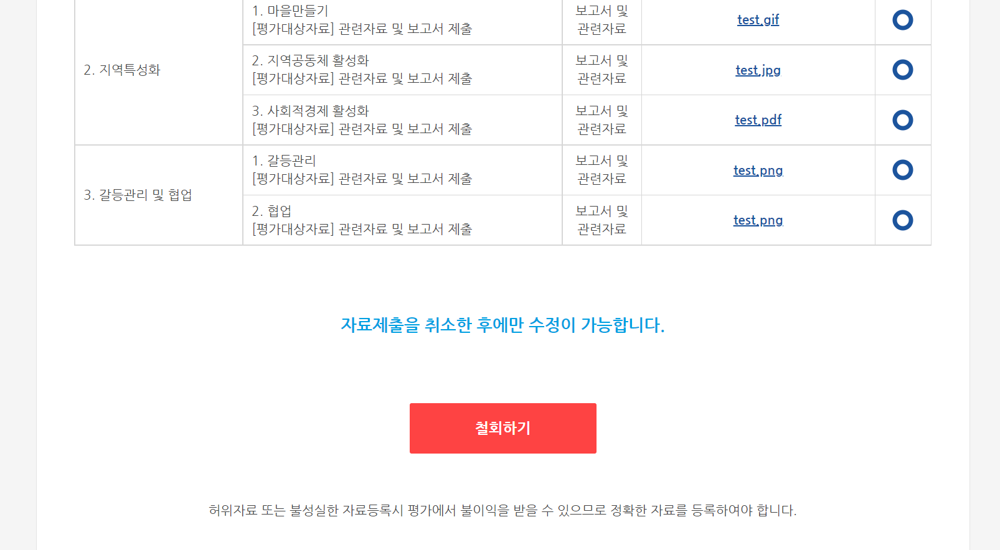 1. 마을만들기
[평가대상자료] 관련자료 및 보고서 제출
보고서 및
관련자료
test.gif
2. 지역특성화
2. 지역공동체 활성화
[평가대상자료] 관련자료 및 보고서 제출
보고서 및
관련자료
test.jpg
3. 사회적경제 활성화
[평가대상자료] 관련자료 및 보고서 제출
보고서 및
관련자료
test.pdf
3. 갈등관리 및 협업
1. 갈등관리
[평가대상자료] 관련자료 및 보고서 제출
보고서 및
관련자료
test.png
2. 협업
[평가대상자료] 관련자료 및 보고서 제출
보고서 및
관련자료
test.png
자료제출을 취소한 후에만 수정이 가능합니다.
철회하기
허위자료 또는 불성실한 자료등록시 평가에서 불이익을 받을 수 있으므로 정확한 자료를 등록하여야 합니다.